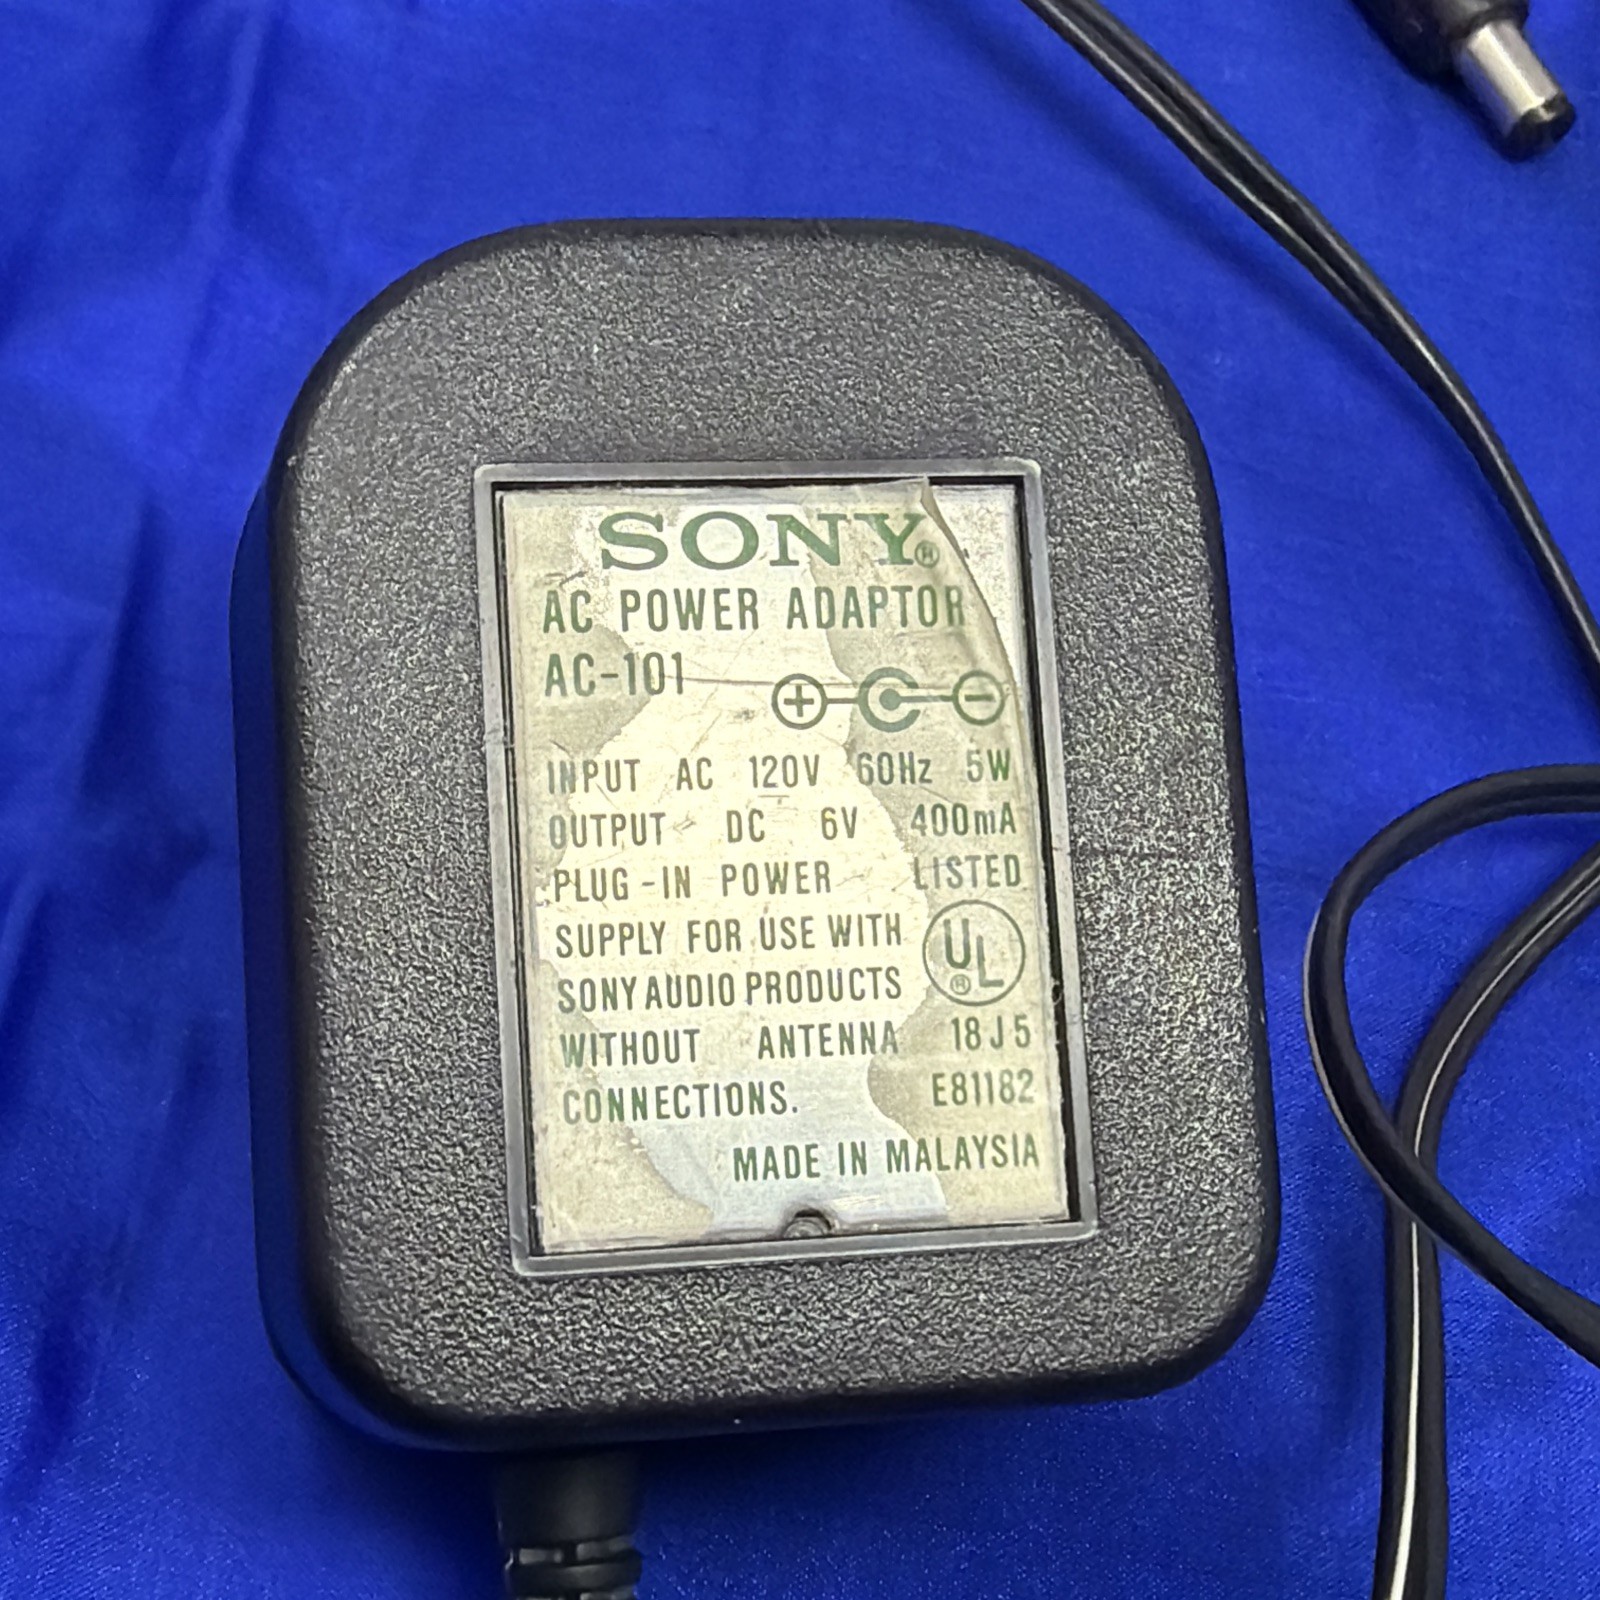 SONY®
AC POWER ADAPTOR
AC-101
INPUT AC 120V 60Hz 5W
OUTPUT DC 6V 400mA
PLUG-IN POWER LISTED
SUPPLY FOR USE WITH
SONY AUDIO PRODUCTS
UL®
WITHOUT ANTENNA 18J5
CONNECTIONS. E81182
MADE IN MALAYSIA